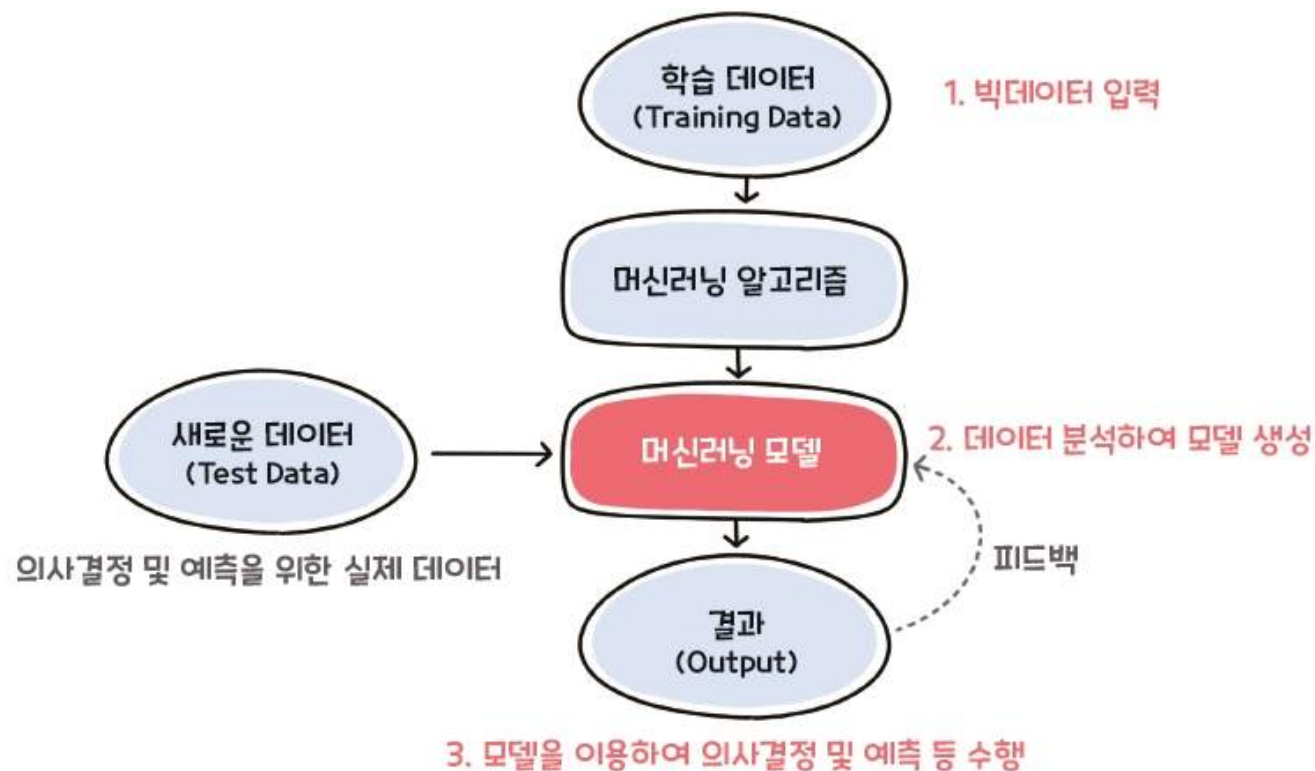 학습 데이터
(Training Data)
1. 빅데이터 입력
머신러닝 알고리즘
새로운 데이터
(Test Data)
의사결정 및 예측을 위한 실제 데이터
머신러닝 모델
2. 데이터 분석하여 모델 생성
피드백
결과
(Output)
3. 모델을 이용하여 의사결정 및 예측 등 수행